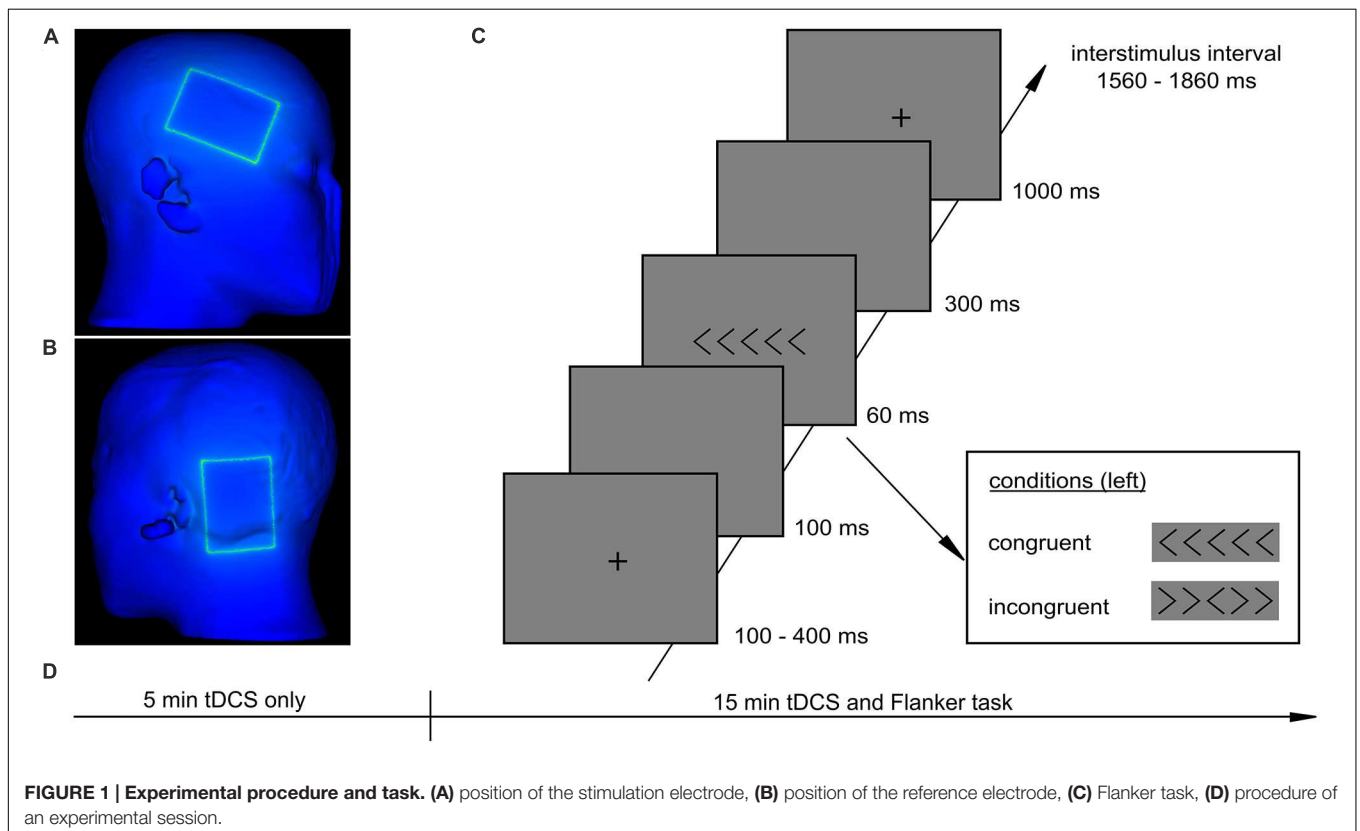 A
B
C
interstimulus interval
1560 - 1860 ms
+
1000 ms
300 ms
<<<<<
60 ms
100 ms
+
100 - 400 ms
conditions (left)
congruent <<<<<
incongruent >><>>
D
5 min tDCS only
15 min tDCS and Flanker task
FIGURE 1 | Experimental procedure and task. (A) position of the stimulation electrode, (B) position of the reference electrode, (C) Flanker task, (D) procedure of
an experimental session.